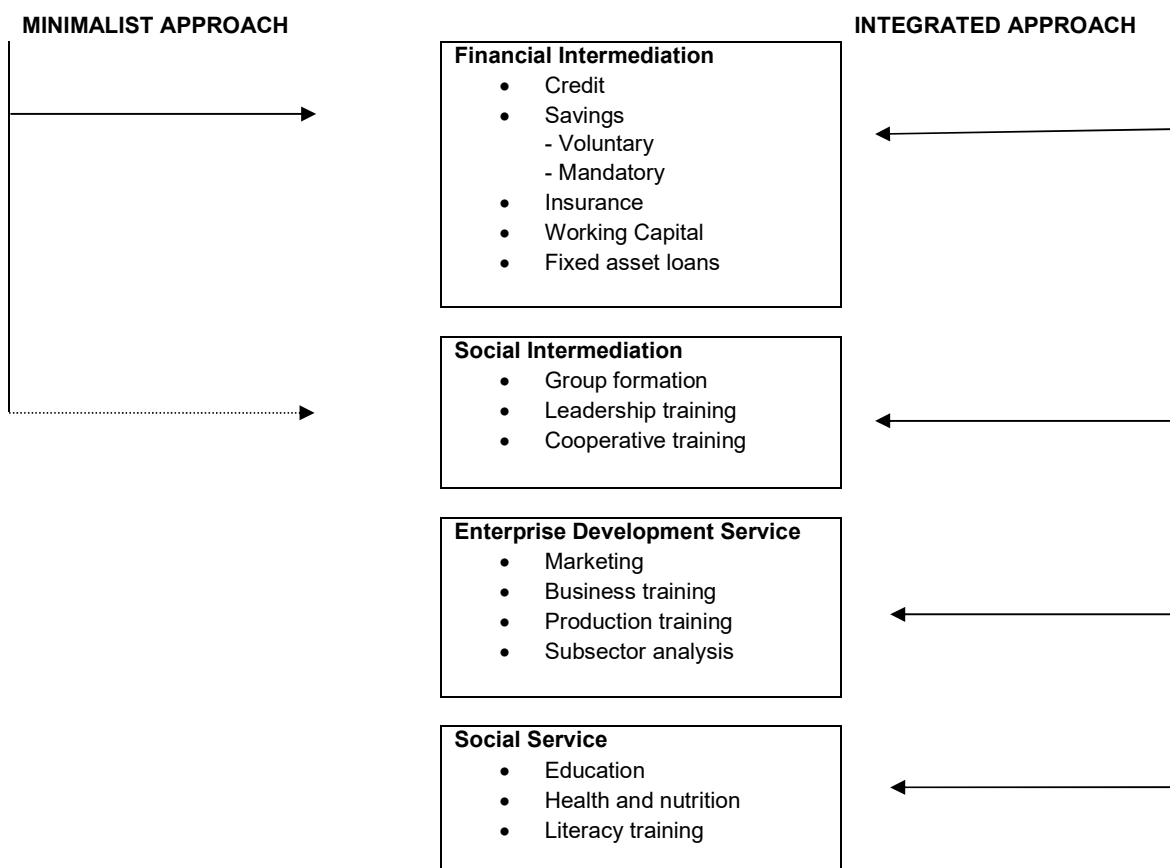 MINIMALIST APPROACH
INTEGRATED APPROACH
Financial Intermediation
• Credit
• Savings
- Voluntary
- Mandatory
• Insurance
• Working Capital
• Fixed asset loans
Social Intermediation
• Group formation
• Leadership training
• Cooperative training
Enterprise Development Service
• Marketing
• Business training
• Production training
• Subsector analysis
Social Service
• Education
• Health and nutrition
• Literacy training